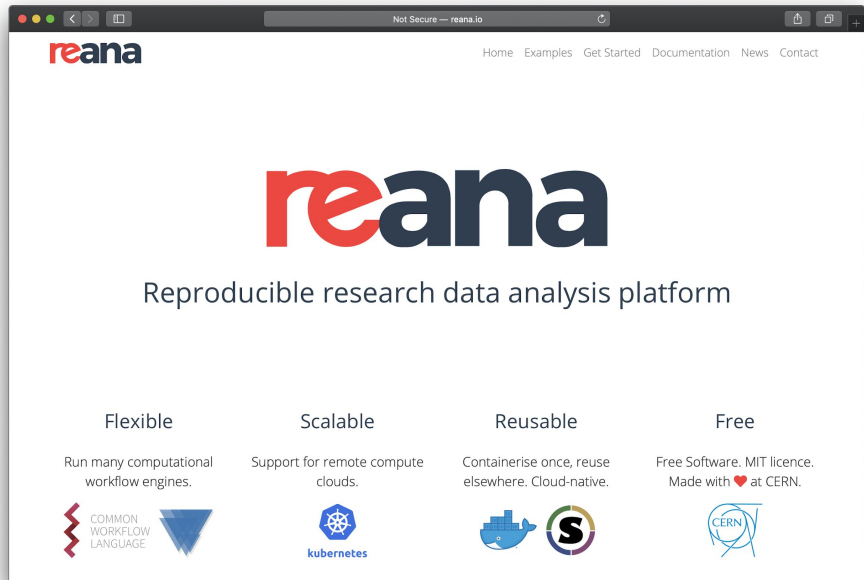 Not Secure — reana.io
reana
Home Examples Get Started Documentation News Contact
reana
Reproducible research data analysis platform
Flexible
Run many computational
workflow engines.
COMMON
WORKFLOW
LANGUAGE
Scalable
Support for remote compute
clouds.
kubernetes
Reusable
Containerise once, reuse
elsewhere. Cloud-native.
S
Free
Free Software. MIT licence.
Made with ❤ at CERN.
CERN